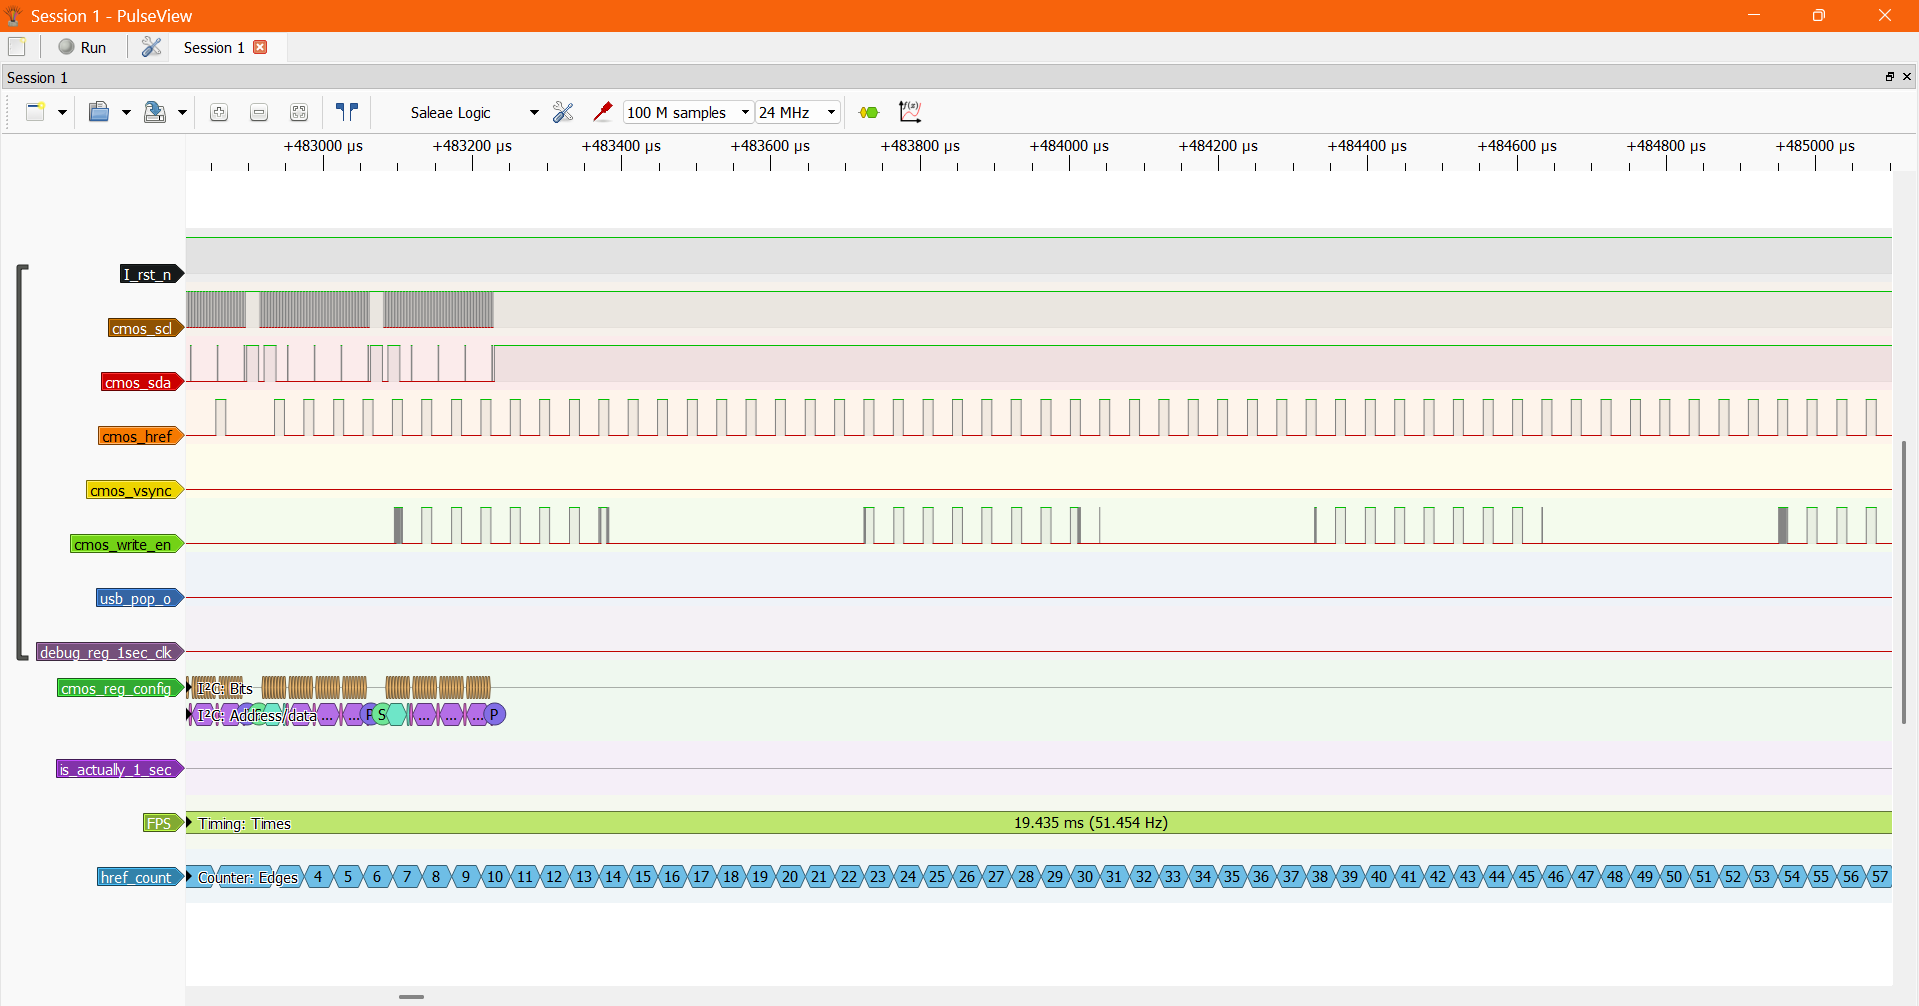 Session 1 - PulseView
Run
Session 1
Session 1
Saleae Logic
100 M samples
24 MHz
+483000 µs +483200 µs +483400 µs +483600 µs +483800 µs +484000 µs +484200 µs +484400 µs +484600 µs +484800 µs +485000 µs
I_rst_n
cmos_scl
cmos_sda
cmos_href
cmos_vsync
cmos_write_en
usb_pop_o
debug_reg_1sec_clk
cmos_reg_config I²C: Bits
I²C: Address/data ... ... P S ... ... ... P
is_actually_1_sec
FPS Timing: Times 19.435 ms (51.454 Hz)
href_count Counter: Edges 4 5 6 7 8 9 10 11 12 13 14 15 16 17 18 19 20 21 22 23 24 25 26 27 28 29 30 31 32 33 34 35 36 37 38 39 40 41 42 43 44 45 46 47 48 49 50 51 52 53 54 55 56 57